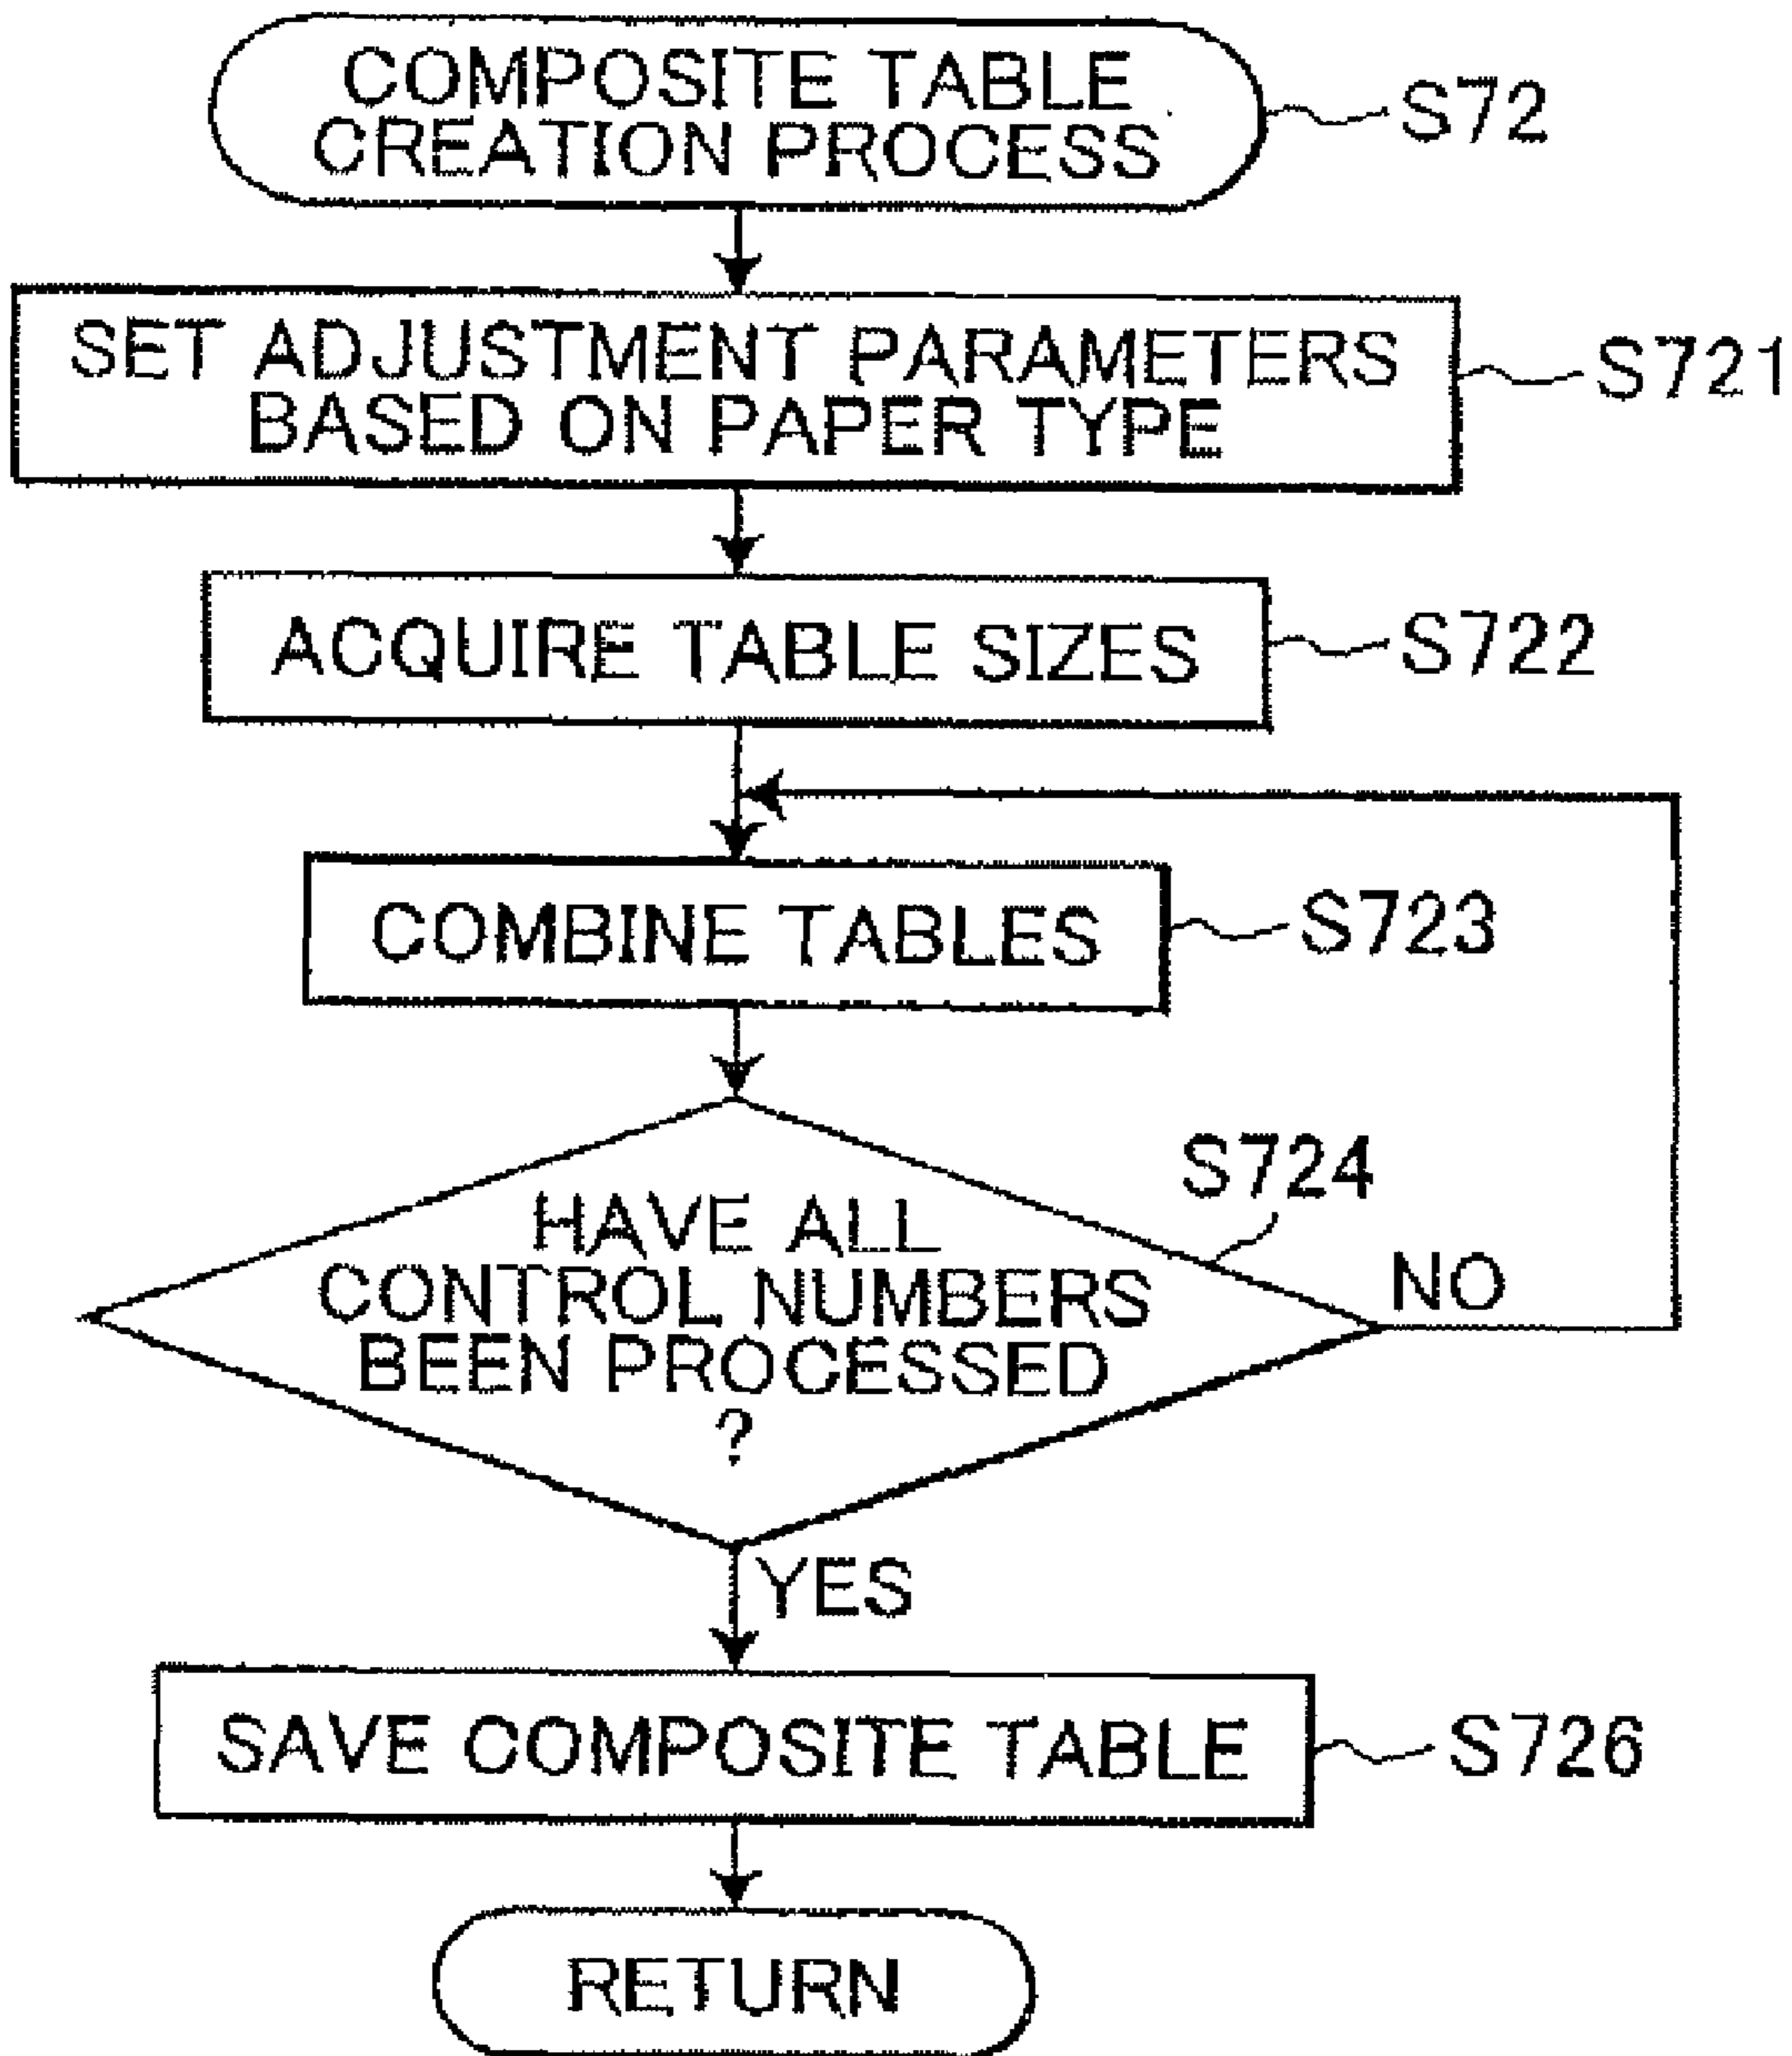 COMPOSITE TABLE
CREATION PROCESS
S72
SET ADJUSTMENT PARAMETERS
BASED ON PAPER TYPE
S721
ACQUIRE TABLE SIZES
S722
COMBINE TABLES
S723
S724
HAVE ALL
CONTROL NUMBERS
BEEN PROCESSED
?
NO
YES
SAVE COMPOSITE TABLE
S726
RETURN